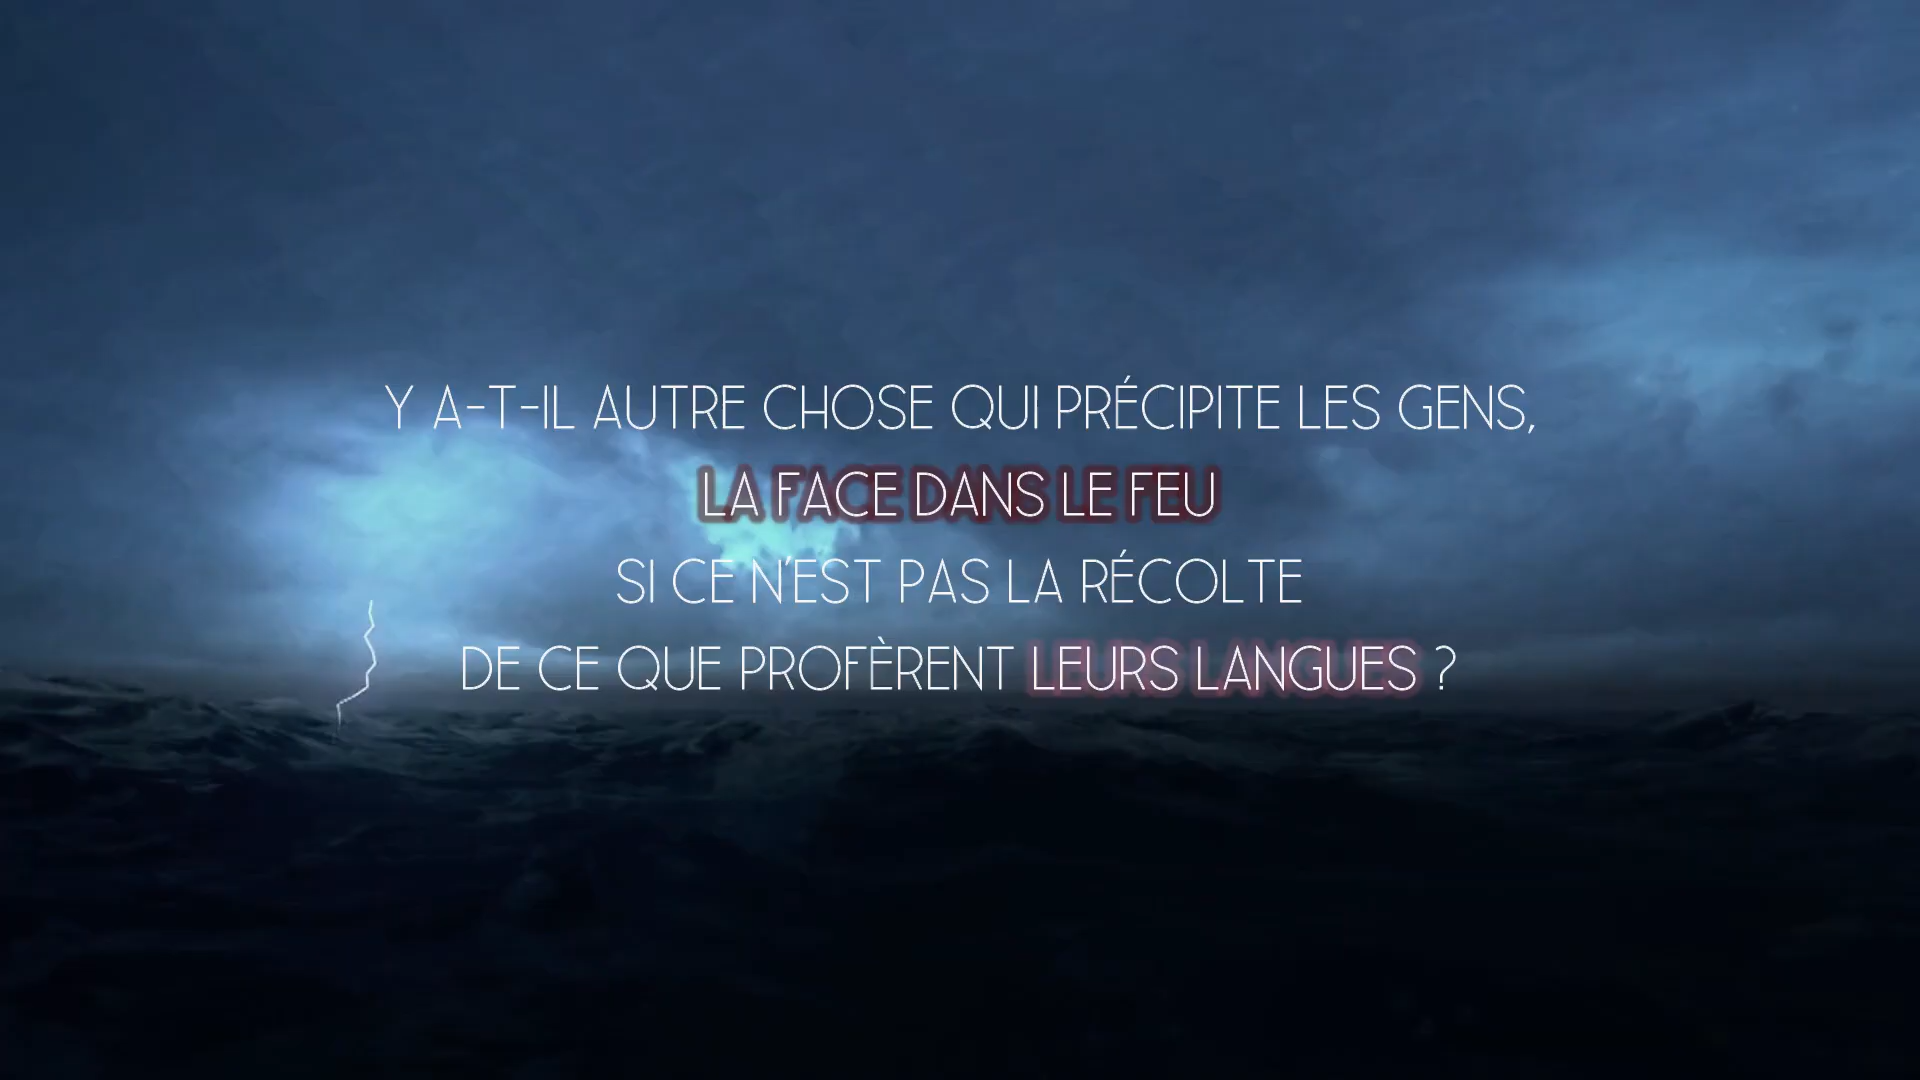 Y A-T-IL AUTRE CHOSE QUI PRÉCIPITE LES GENS,
LA FACE DANS LE FEU
SI CE N'EST PAS LA RÉCOLTE
DE CE QUE PROFÈRENT LEURS LANGUES ?